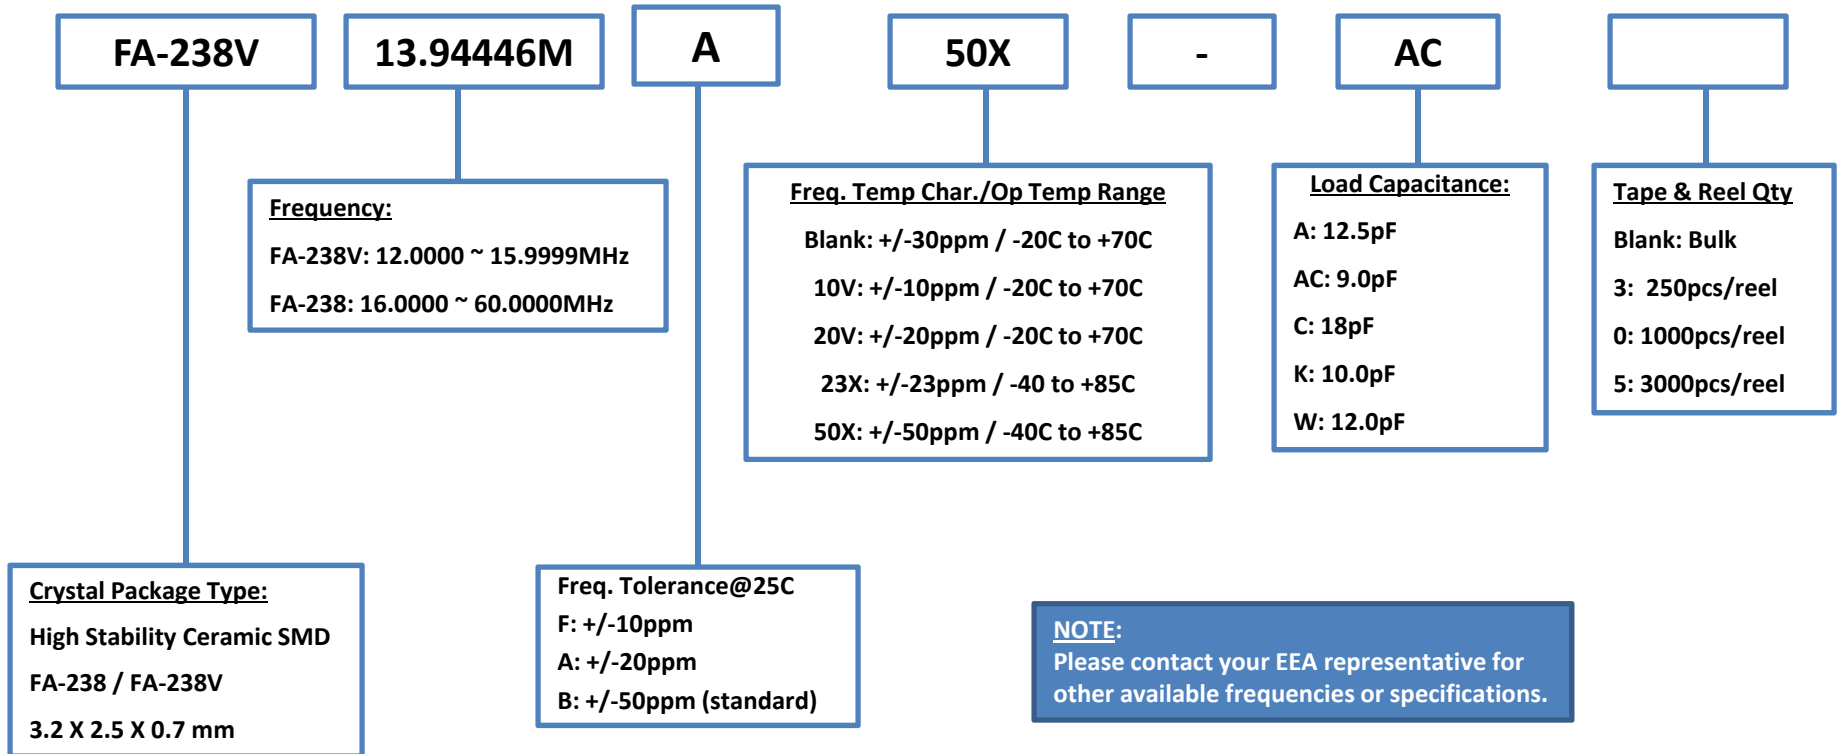 FA-238V
13.94446M
A
50X
-
AC
Frequency:
FA-238V: 12.0000 ~ 15.9999MHz
FA-238: 16.0000 ~ 60.0000MHz
Freq. Temp Char./Op Temp Range
Blank: +/-30ppm / -20C to +70C
10V: +/-10ppm / -20C to +70C
20V: +/-20ppm / -20C to +70C
23X: +/-23ppm / -40 to +85C
50X: +/-50ppm / -40C to +85C
Load Capacitance:
A: 12.5pF
AC: 9.0pF
C: 18pF
K: 10.0pF
W: 12.0pF
Tape & Reel Qty
Blank: Bulk
3: 250pcs/reel
0: 1000pcs/reel
5: 3000pcs/reel
Crystal Package Type:
High Stability Ceramic SMD
FA-238 / FA-238V
3.2 X 2.5 X 0.7 mm
Freq. Tolerance@25C
F: +/-10ppm
A: +/-20ppm
B: +/-50ppm (standard)
NOTE:
Please contact your EEA representative for
other available frequencies or specifications.